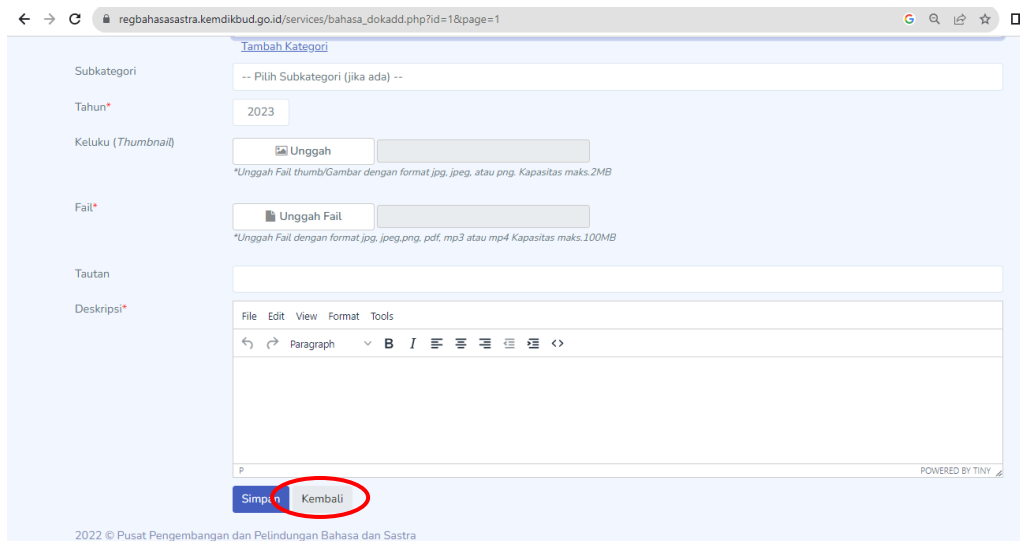 regbahasasastra.kemdikbud.go.id/services/bahasa_dokadd.php?id=1&page=1
Tambah Kategori
Subkategori
-- Pilih Subkategori (jika ada) --
Tahun*
2023
Keluku (Thumbnail)
Unggah
*Unggah Fail thumb/Gambar dengan format jpg, jpeg, atau png. Kapasitas maks.2MB
Fail*
Unggah Fail
*Unggah Fail dengan format jpg, jpeg,png, pdf, mp3 atau mp4 Kapasitas maks.100MB
Tautan
Deskripsi*
File Edit View Format Tools
Paragraph B I
P POWERED BY TINY
Simpan Kembali
2022 © Pusat Pengembangan dan Pelindungan Bahasa dan Sastra